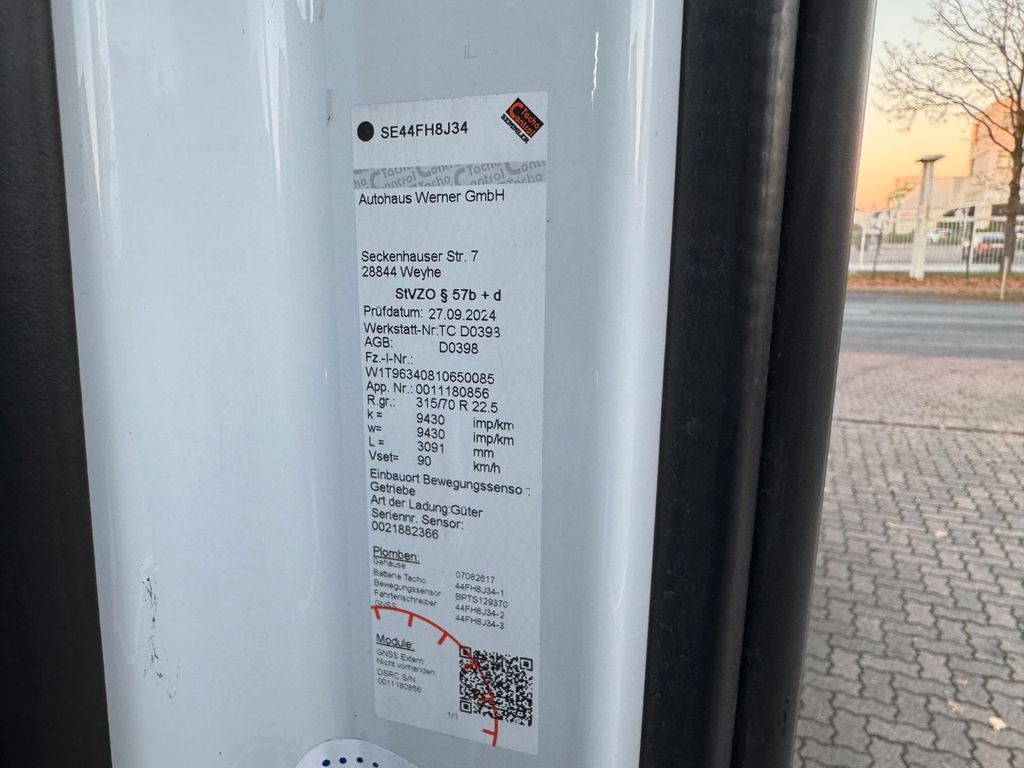 SE44FH8J34
Tacho
Control
SEMMLER
Autohaus Werner GmbH
Seckenhauser Str. 7
28844 Weyhe
StVZO § 57b + d
Prüfdatum: 27.09.2024
Werkstatt-Nr:TC D0393
AGB: D0398
Fz.-I-Nr.:
W1T96340810650085
App. Nr.: 0011180856
R.gr.: 315/70 R 22.5
k = 9430 imp/km
w= 9430 imp/km
L = 3091 mm
Vset= 90 km/h
Einbauort Bewegungssenso :
Getriebe
Art der Ladung:Güter
Seriennr. Sensor:
0021882366
Plomben:
Gehäuse 07082617
Batterie Tacho 44FH8J34-1
Bewegungssensor BPTS129370
Fahrtenschreiber 44FH8J34-2
GNSS 44FH8J34-3
Module:
GNSS Extern
Nicht vorhanden
DSRC S/N
0011180856
1/1